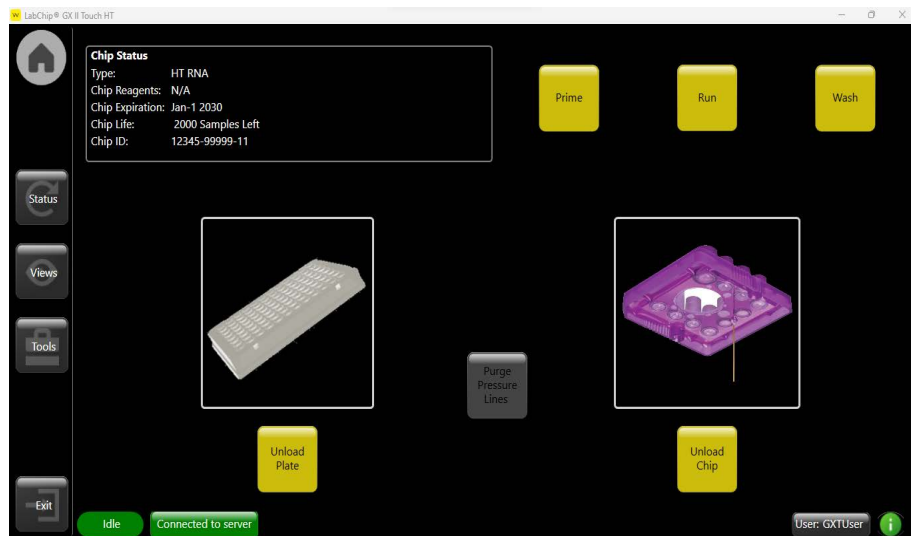 LabChip® GX II Touch HT
Chip Status
Type: HT RNA
Chip Reagents: N/A
Chip Expiration: Jan-1 2030
Chip Life: 2000 Samples Left
Chip ID: 12345-99999-11
Prime
Run
Wash
Status
Views
Tools
Purge
Pressure
Lines
Unload
Plate
Unload
Chip
Exit
Idle
Connected to server
User: GXTUser